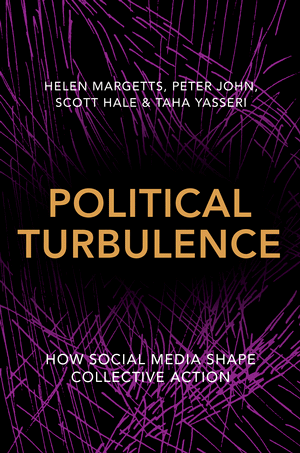 HELEN MARGETTS, PETER JOHN,
SCOTT HALE & TAHA YASSERI
POLITICAL
TURBULENCE
HOW SOCIAL MEDIA SHAPE
COLLECTIVE ACTION